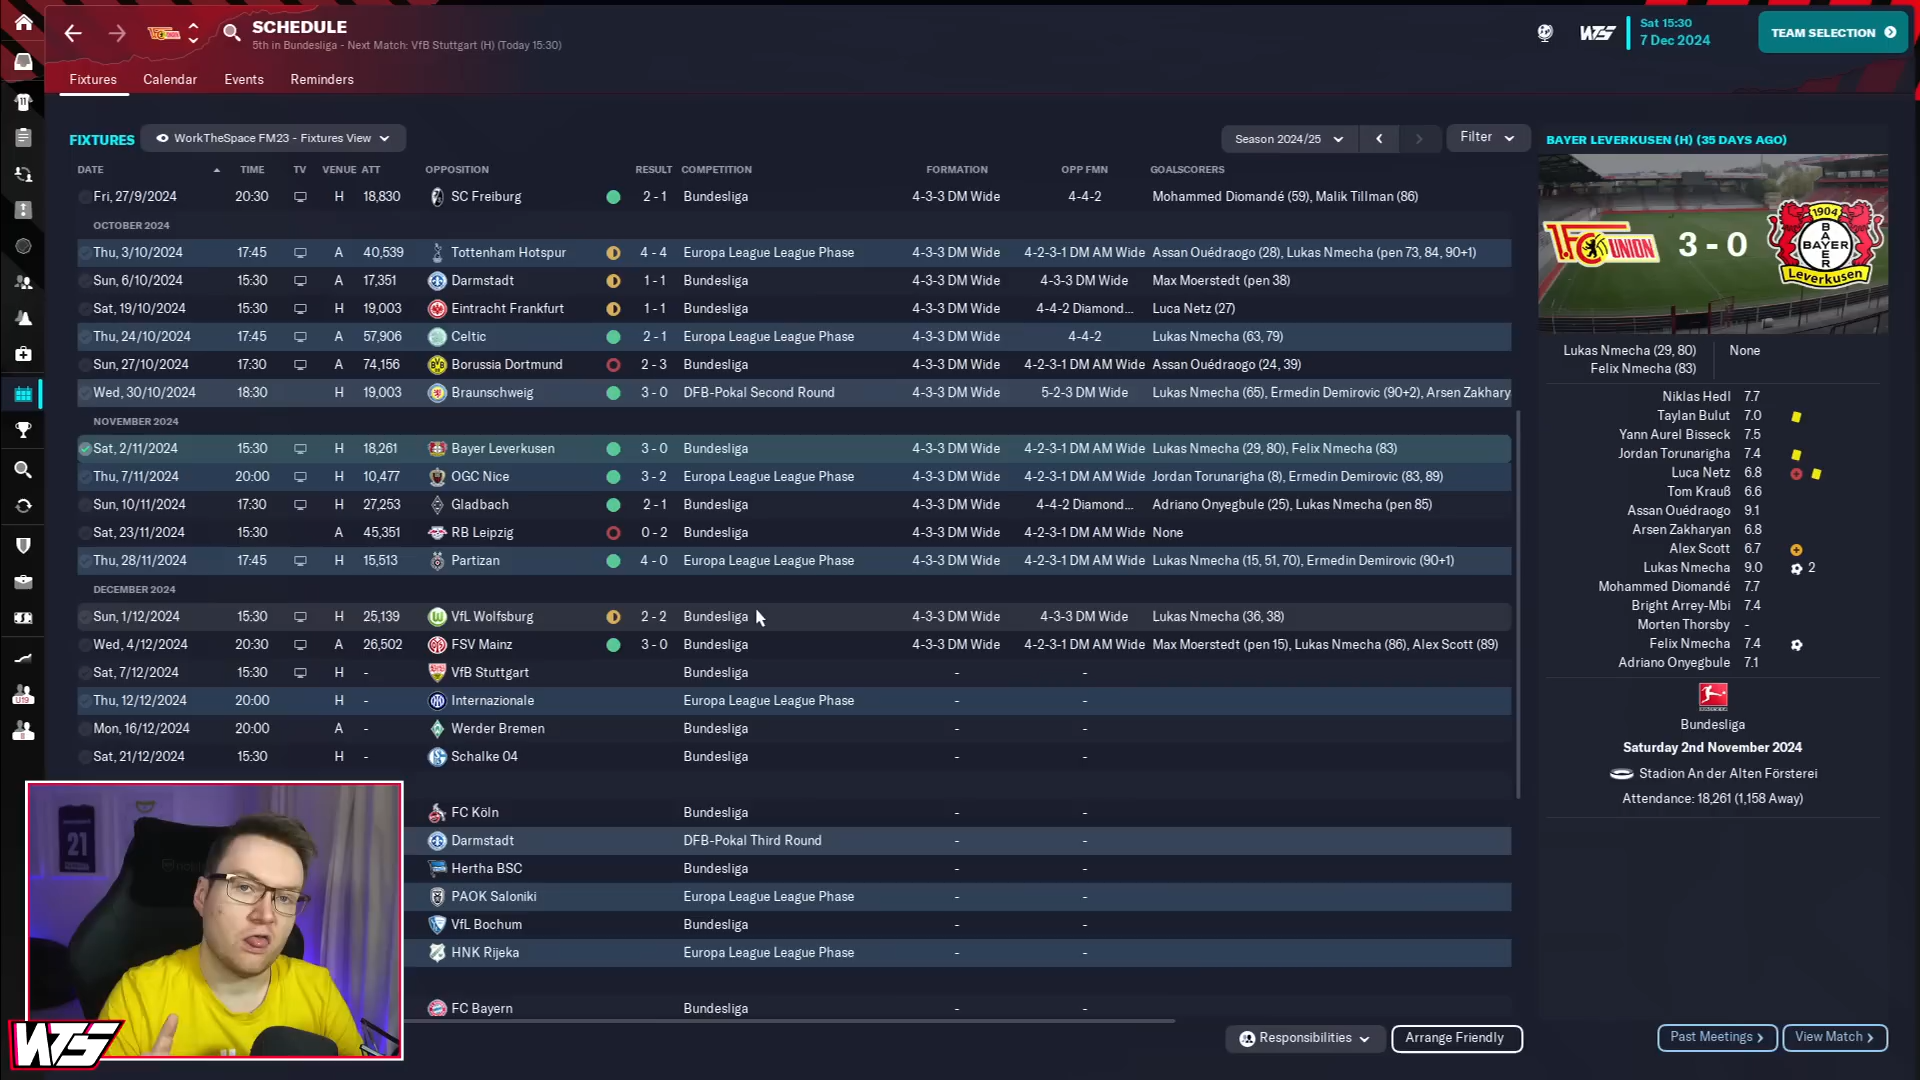 SCHEDULE
5th in Bundesliga - Next Match: VfB Stuttgart (H) (Today 15:30)
WTS
Sat 15:30
7 Dec 2024
TEAM SELECTION
Fixtures Calendar Events Reminders
FIXTURES WorkTheSpace FM23 - Fixtures View Season 2024/25 Filter
DATE TIME TV VENUE ATT OPPOSITION RESULT COMPETITION FORMATION OPP FMN GOALSCORERS
Fri, 27/9/2024 20:30 H 18,830 SC Freiburg 2 - 1 Bundesliga 4-3-3 DM Wide 4-4-2 Mohammed Diomandé (59), Malik Tillman (86)
OCTOBER 2024
Thu, 3/10/2024 17:45 A 40,539 Tottenham Hotspur 4 - 4 Europa League League Phase 4-3-3 DM Wide 4-2-3-1 DM AM Wide Assan Ouédraogo (28), Lukas Nmecha (pen 73, 84, 90+1)
Sun, 6/10/2024 15:30 A 17,351 Darmstadt 1 - 1 Bundesliga 4-3-3 DM Wide 4-3-3 DM Wide Max Moerstedt (pen 38)
Sat, 19/10/2024 15:30 H 19,003 Eintracht Frankfurt 1 - 1 Bundesliga 4-3-3 DM Wide 4-4-2 Diamond... Luca Netz (27)
Thu, 24/10/2024 17:45 A 57,906 Celtic 2 - 1 Europa League League Phase 4-3-3 DM Wide 4-4-2 Lukas Nmecha (63, 79)
Sun, 27/10/2024 17:30 A 74,156 Borussia Dortmund 2 - 3 Bundesliga 4-3-3 DM Wide 4-2-3-1 DM AM Wide Assan Ouédraogo (24, 39)
Wed, 30/10/2024 18:30 H 19,003 Braunschweig 3 - 0 DFB-Pokal Second Round 4-3-3 DM Wide 5-2-3 DM Wide Lukas Nmecha (65), Ermedin Demirovic (90+2), Arsen Zakhary
NOVEMBER 2024
Sat, 2/11/2024 15:30 H 18,261 Bayer Leverkusen 3 - 0 Bundesliga 4-3-3 DM Wide 4-2-3-1 DM AM Wide Lukas Nmecha (29, 80), Felix Nmecha (83)
Thu, 7/11/2024 20:00 H 10,477 OGC Nice 3 - 2 Europa League League Phase 4-3-3 DM Wide 4-2-3-1 DM AM Wide Jordan Torunarigha (8), Ermedin Demirovic (83, 89)
Sun, 10/11/2024 17:30 H 27,253 Gladbach 2 - 1 Bundesliga 4-3-3 DM Wide 4-4-2 Diamond... Adriano Onyegbule (25), Lukas Nmecha (pen 85)
Sat, 23/11/2024 15:30 A 45,351 RB Leipzig 0 - 2 Bundesliga 4-3-3 DM Wide 4-2-3-1 DM AM Wide None
Thu, 28/11/2024 17:45 H 15,513 Partizan 4 - 0 Europa League League Phase 4-3-3 DM Wide 4-2-3-1 DM AM Wide Lukas Nmecha (15, 51, 70), Ermedin Demirovic (90+1)
DECEMBER 2024
Sun, 1/12/2024 15:30 H 25,139 VfL Wolfsburg 2 - 2 Bundesliga 4-3-3 DM Wide 4-3-3 DM Wide Lukas Nmecha (36, 38)
Wed, 4/12/2024 20:30 A 26,502 FSV Mainz 3 - 0 Bundesliga 4-3-3 DM Wide 4-2-3-1 DM AM Wide Max Moerstedt (pen 15), Lukas Nmecha (86), Alex Scott (89)
Sat, 7/12/2024 15:30 H - VfB Stuttgart Bundesliga - -
Thu, 12/12/2024 20:00 H - Internazionale Europa League League Phase - -
Mon, 16/12/2024 20:00 A - Werder Bremen Bundesliga - -
Sat, 21/12/2024 15:30 H - Schalke 04 Bundesliga - -
FC Köln Bundesliga - -
Darmstadt DFB-Pokal Third Round - -
Hertha BSC Bundesliga - -
PAOK Saloniki Europa League League Phase - -
VfL Bochum Bundesliga - -
HNK Rijeka Europa League League Phase - -
FC Bayern Bundesliga - -
Responsibilities Arrange Friendly
BAYER LEVERKUSEN (H) (35 DAYS AGO)
1.FC UNION 3 - 0 1904 BAYER BAYER Leverkusen
Lukas Nmecha (29, 80) None
Felix Nmecha (83)
Niklas Hedl 7.7
Taylan Bulut 7.0
Yann Aurel Bisseck 7.5
Jordan Torunarigha 7.4
Luca Netz 6.8
Tom Krauß 6.6
Assan Ouédraogo 9.1
Arsen Zakharyan 6.8
Alex Scott 6.7
Lukas Nmecha 9.0 2
Mohammed Diomandé 7.7
Bright Arrey-Mbi 7.4
Morten Thorsby -
Felix Nmecha 7.4
Adriano Onyegbule 7.1
Bundesliga
Saturday 2nd November 2024
Stadion An der Alten Försterei
Attendance: 18,261 (1,158 Away)
Past Meetings View Match
21
WTS
11
U19
II